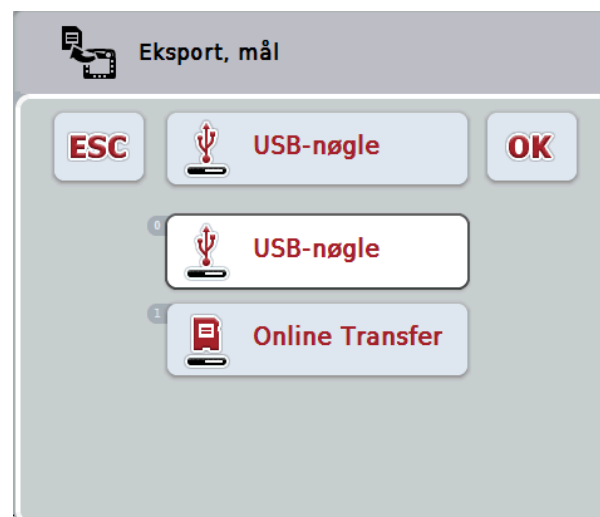 Eksport, mål
ESC
USB-nøgle
OK
0
USB-nøgle
1
Online Transfer